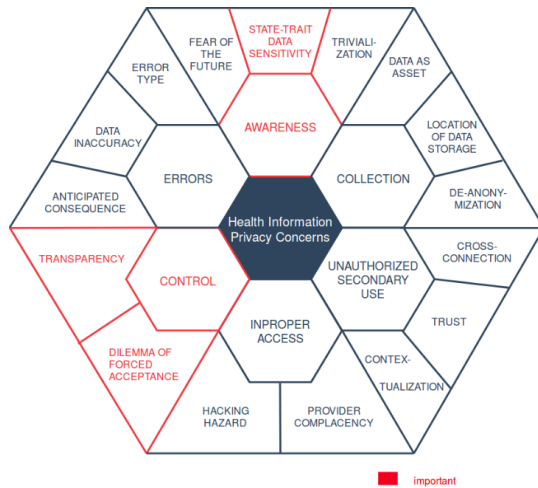 STATE-TRAIT
DATA
SENSITIVITY
FEAR OF
THE
FUTURE
TRIVIALI-
ZATION
DATA AS
ASSET
ERROR
TYPE
AWARENESS
DATA
INACCURACY
LOCATION
OF DATA
STORAGE
ERRORS
COLLECTION
ANTICIPATED
CONSEQUENCE
DE-ANONY-
MIZATION
Health Information
Privacy Concerns
TRANSPARENCY
CROSS-
CONNECTION
CONTROL
UNAUTHORIZED
SECONDARY
USE
TRUST
INPROPER
ACCESS
DILEMMA OF
FORCED
ACCEPTANCE
CONTEX-
TUALIZATION
HACKING
HAZARD
PROVIDER
COMPLACENCY
important